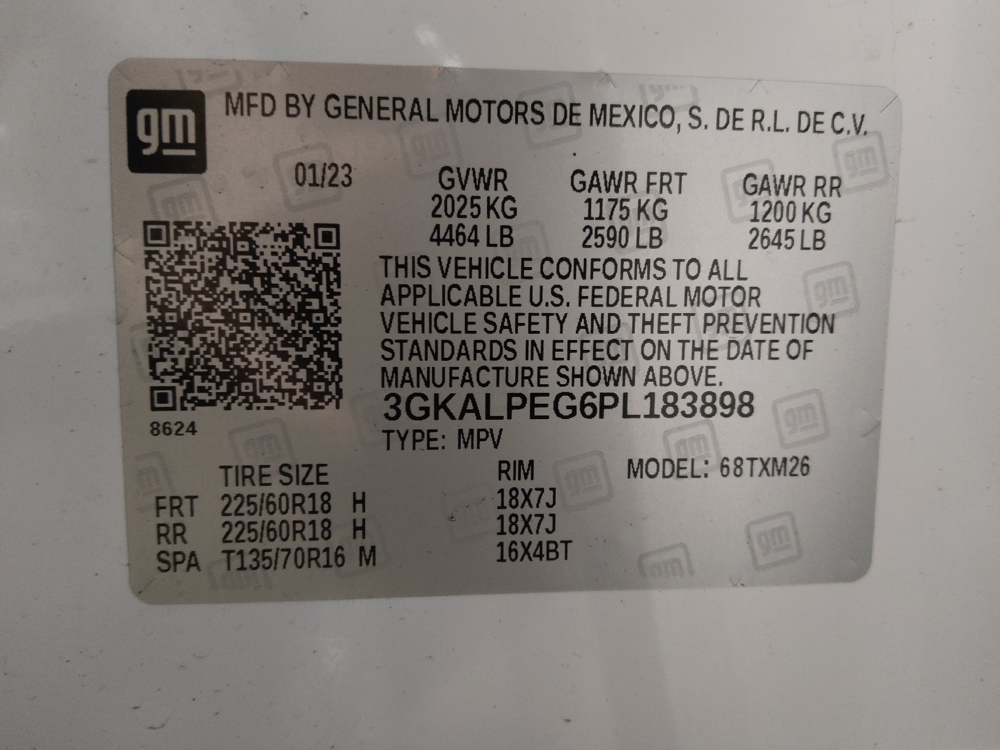 gm MFD BY GENERAL MOTORS DE MEXICO, S. DE R.L. DE C.V.
01/23 GVWR GAWR FRT GAWR RR
2025 KG 1175 KG 1200 KG
4464 LB 2590 LB 2645 LB
THIS VEHICLE CONFORMS TO ALL
APPLICABLE U.S. FEDERAL MOTOR
VEHICLE SAFETY AND THEFT PREVENTION
STANDARDS IN EFFECT ON THE DATE OF
MANUFACTURE SHOWN ABOVE.
3GKALPEG6PL183898
8624
TYPE: MPV
TIRE SIZE RIM MODEL: 68TXM26
FRT 225/60R18 H 18X7J
RR 225/60R18 H 18X7J
SPA T135/70R16 M 16X4BT